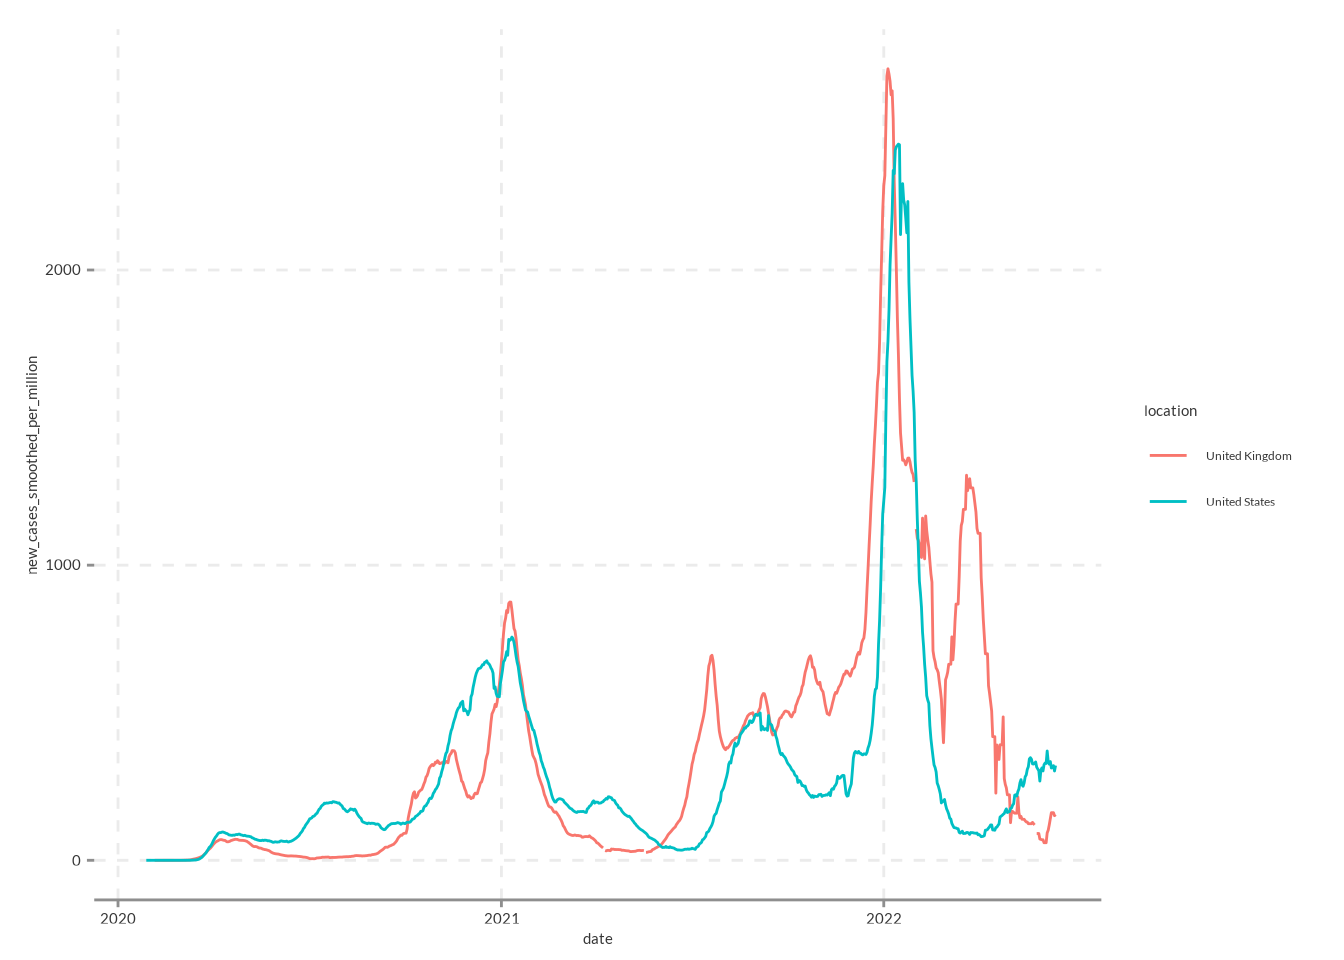 new_cases_smoothed_per_million
2000
1000
0
2020
2021
2022
date
location
United Kingdom
United States